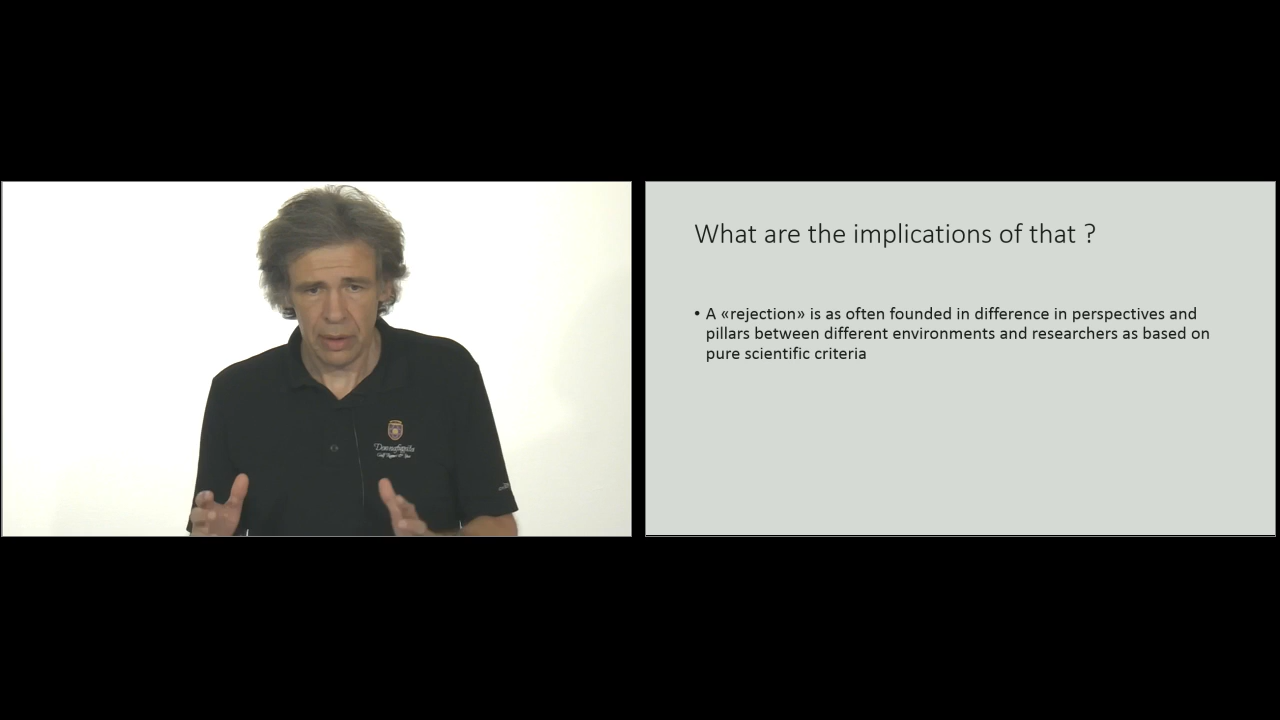 What are the implications of that ?
• A «rejection» is as often founded in difference in perspectives and
pillars between different environments and researchers as based on
pure scientific criteria